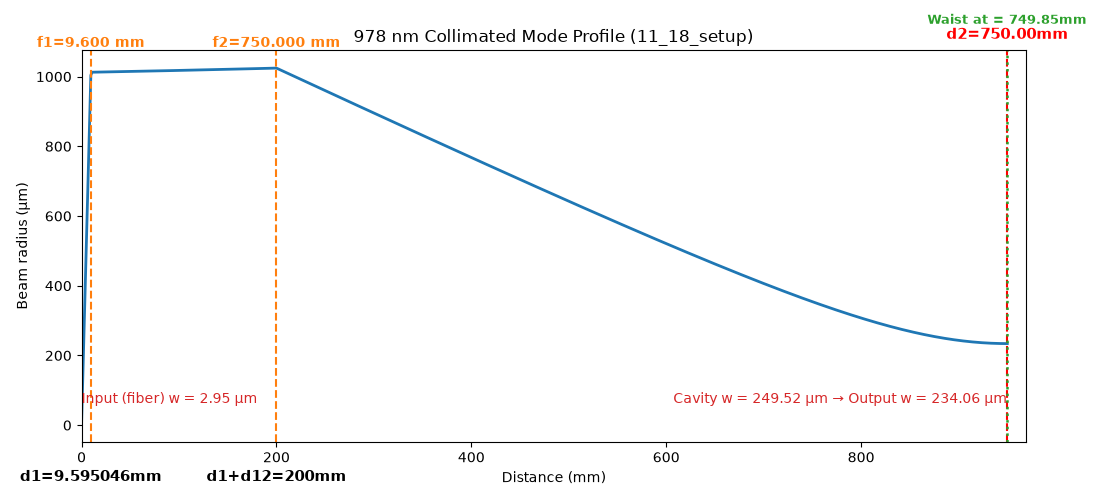 Waist at = 749.85mm
d2=750.00mm
f1=9.600 mm
f2=750.000 mm
978 nm Collimated Mode Profile (11_18_setup)
Beam radius (μm)
1000
800
600
400
200
0
Input (fiber) w = 2.95 μm
Cavity w = 249.52 μm → Output w = 234.06 μm
0
200
400
600
800
d1=9.595046mm
d1+d12=200mm
Distance (mm)